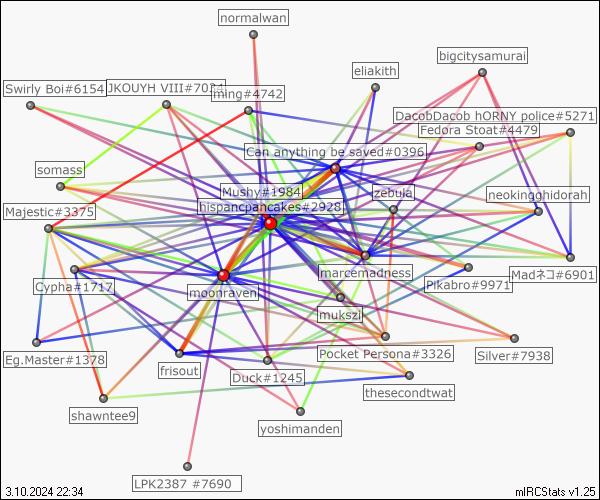 normalwan
bigcitysamurai
eliakith
Swirly Boi#6154
JKOUYH VIII#7034
iming#4742
DacobDacob hORNY police#5271
Fedora Stoat#4479
Can anything be saved#0396
somass
Mushy#1984
zebula
neokingghidorah
Majestic#3375
hispancpancakes#2928
marcemadness
Madネコ#6901
Cypha#1717
moonraven
Pikabro#9971
mukszi
Eg.Master#1378
frisout
Duck#1245
Pocket Persona#3326
Silver#7938
thesecondtwat
shawntee9
yoshimanden
LPK2387 #7690
3.10.2024 22:34
mIRCStats v1.25